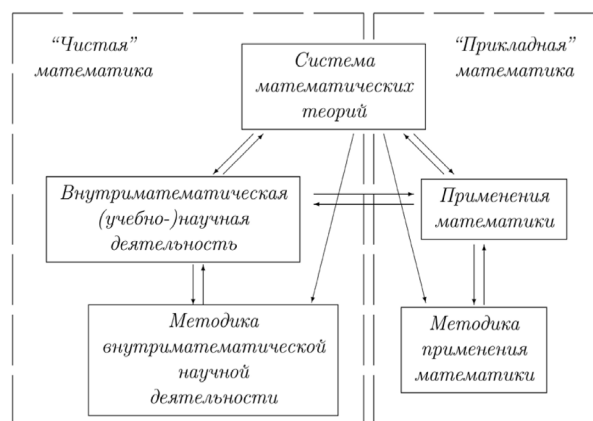 “Чистая”
математика
“Прикладная”
математика
Система
математических
теорий
Внутриматематическая
(учебно-)научная
деятельность
Применения
математики
Методика
внутриматематической
научной
деятельности
Методика
применения
математики